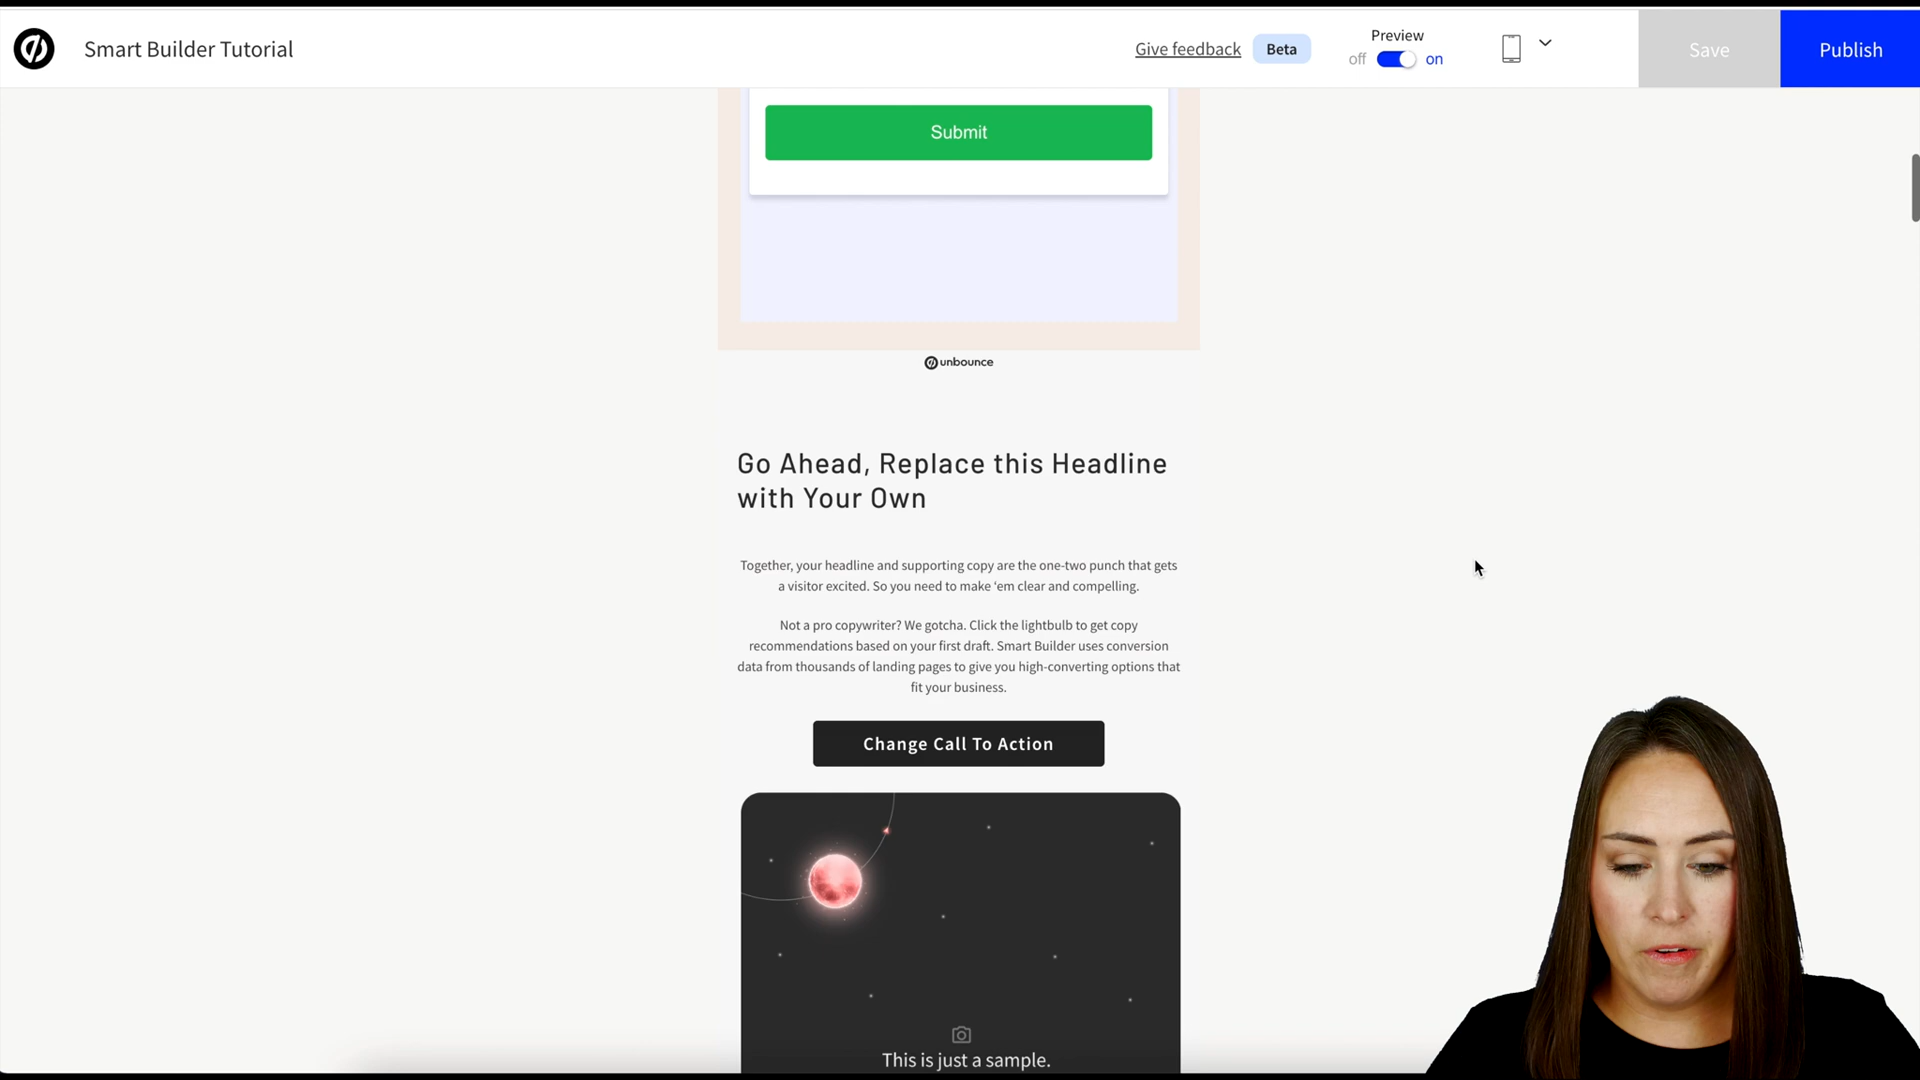 Smart Builder Tutorial
Give feedback
Beta
Preview
off
on
Save
Publish
Submit
unbounce
Go Ahead, Replace this Headline
with Your Own
Together, your headline and supporting copy are the one-two punch that gets
a visitor excited. So you need to make ‘em clear and compelling.
Not a pro copywriter? We gotcha. Click the lightbulb to get copy
recommendations based on your first draft. Smart Builder uses conversion
data from thousands of landing pages to give you high-converting options that
fit your business.
Change Call To Action
This is just a sample.